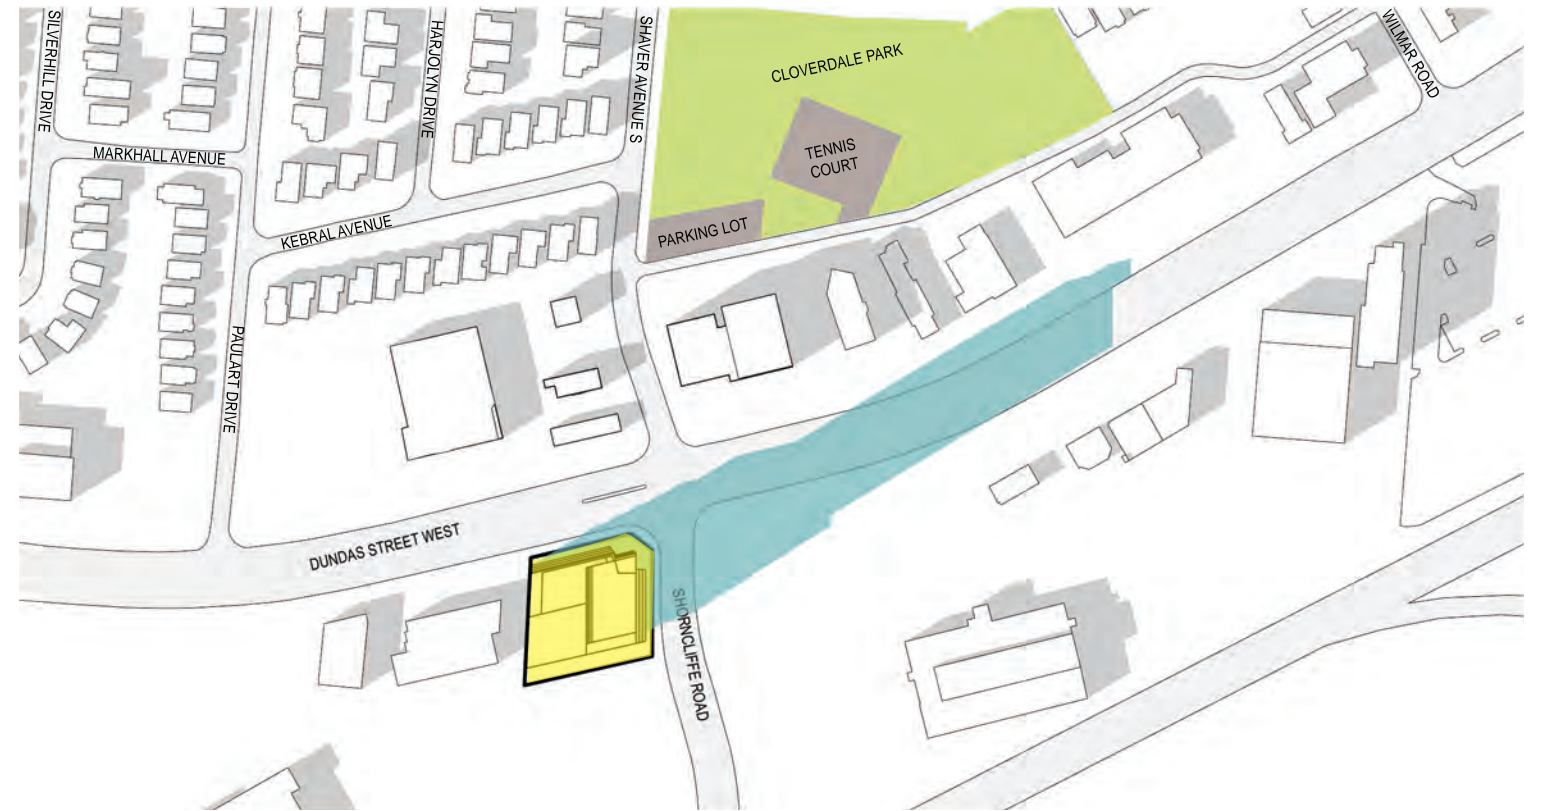 SILVERHILL DRIVE
HARJOLYN DRIVE
SHAVER AVENUE S
WILMAR ROAD
CLOVERDALE PARK
TENNIS
COURT
MARKHALL AVENUE
KEBRAL AVENUE
PARKING LOT
PAULART DRIVE
DUNDAS STREET WEST
SHORNCLIFFE ROAD